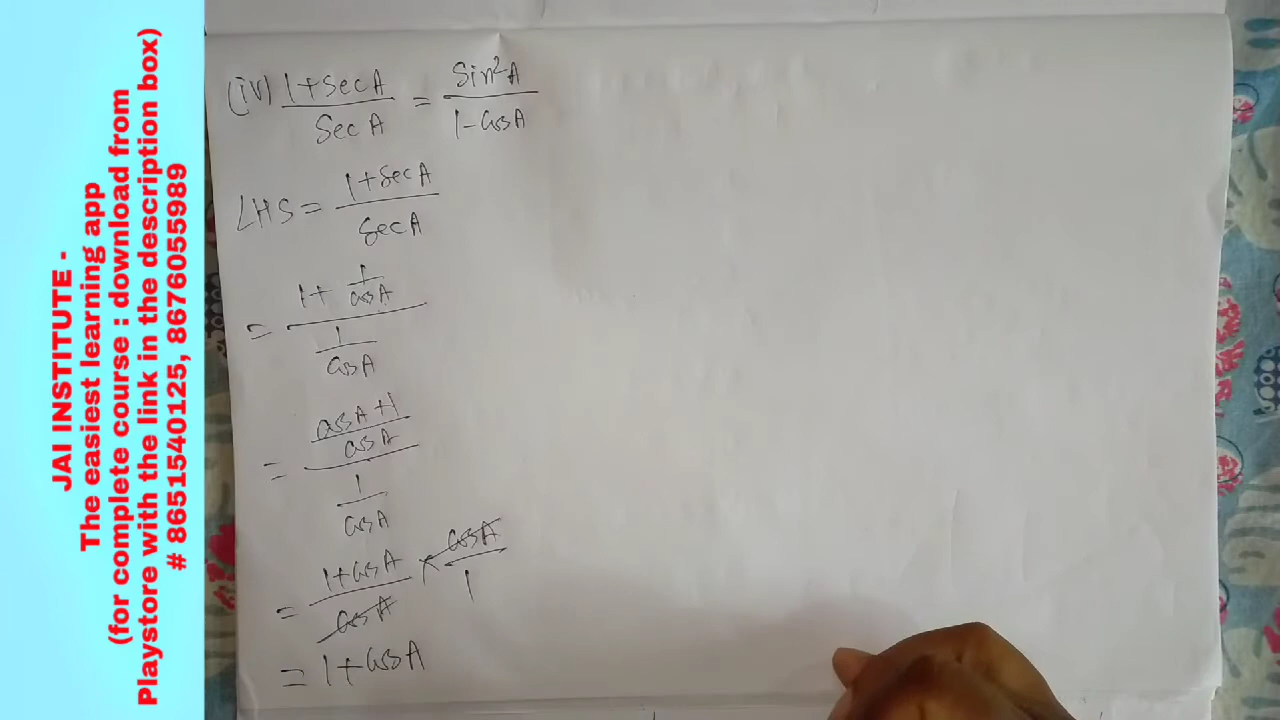 JAI INSTITUTE -
The easiest learning app
(for complete course : download from
Playstore with the link in the description box)
# 8651540125, 8676055989
(iv) 1+SecA / SecA = Sin²A / 1-CosA
LHS = 1+SecA / SecA
= 1+ 1/CosA / 1/CosA
= CosA+1/CosA / 1/CosA
= 1+CosA / CosA × CosA / 1
= 1+CosA